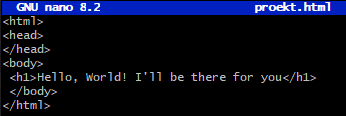 GNU nano 8.2 proekt.html
<html>
<head>
</head>
<body>
 <h1>Hello, World! I'll be there for you</h1>
 </body>
</html>